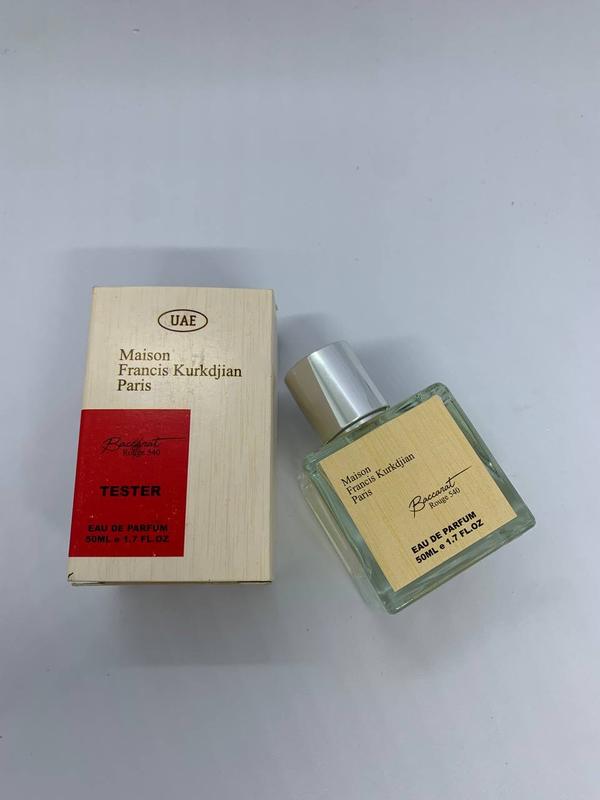 UAE
Maison
Francis Kurkdjian
Paris
Baccarat
Rouge 540
TESTER
EAU DE PARFUM
50ML e 1.7 FL.OZ
Maison
Francis Kurkdjian
Paris
Baccarat
Rouge 540
EAU DE PARFUM
50ML e 1.7 FL.OZ